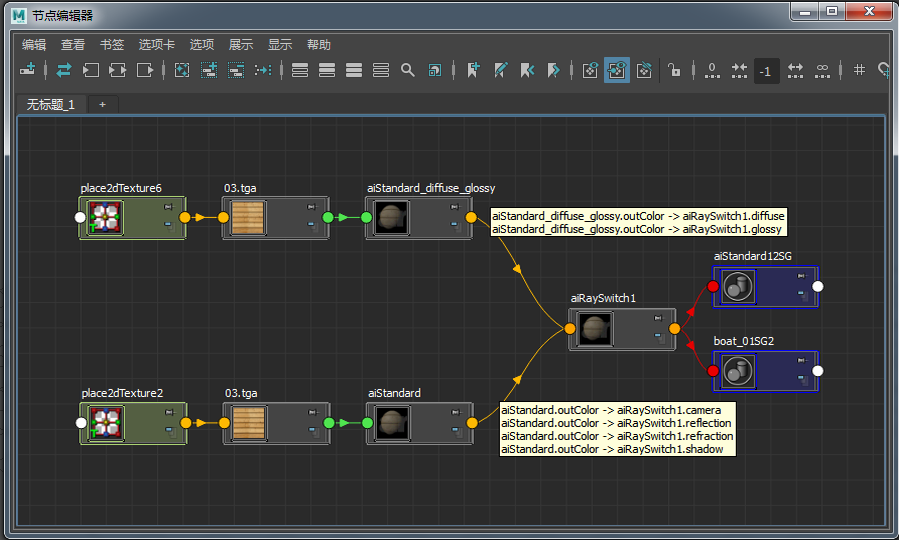 节点编辑器
编辑 查看 书签 选项卡 选项 展示 显示 帮助
0 -1 ∞
无标题_1 +
place2dTexture6 03.tga aiStandard_diffuse_glossy
aiStandard_diffuse_glossy.outColor -> aiRaySwitch1.diffuse
aiStandard_diffuse_glossy.outColor -> aiRaySwitch1.glossy
aiStandard12SG
aiRaySwitch1
boat_01SG2
place2dTexture2 03.tga aiStandard
aiStandard.outColor -> aiRaySwitch1.camera
aiStandard.outColor -> aiRaySwitch1.reflection
aiStandard.outColor -> aiRaySwitch1.refraction
aiStandard.outColor -> aiRaySwitch1.shadow